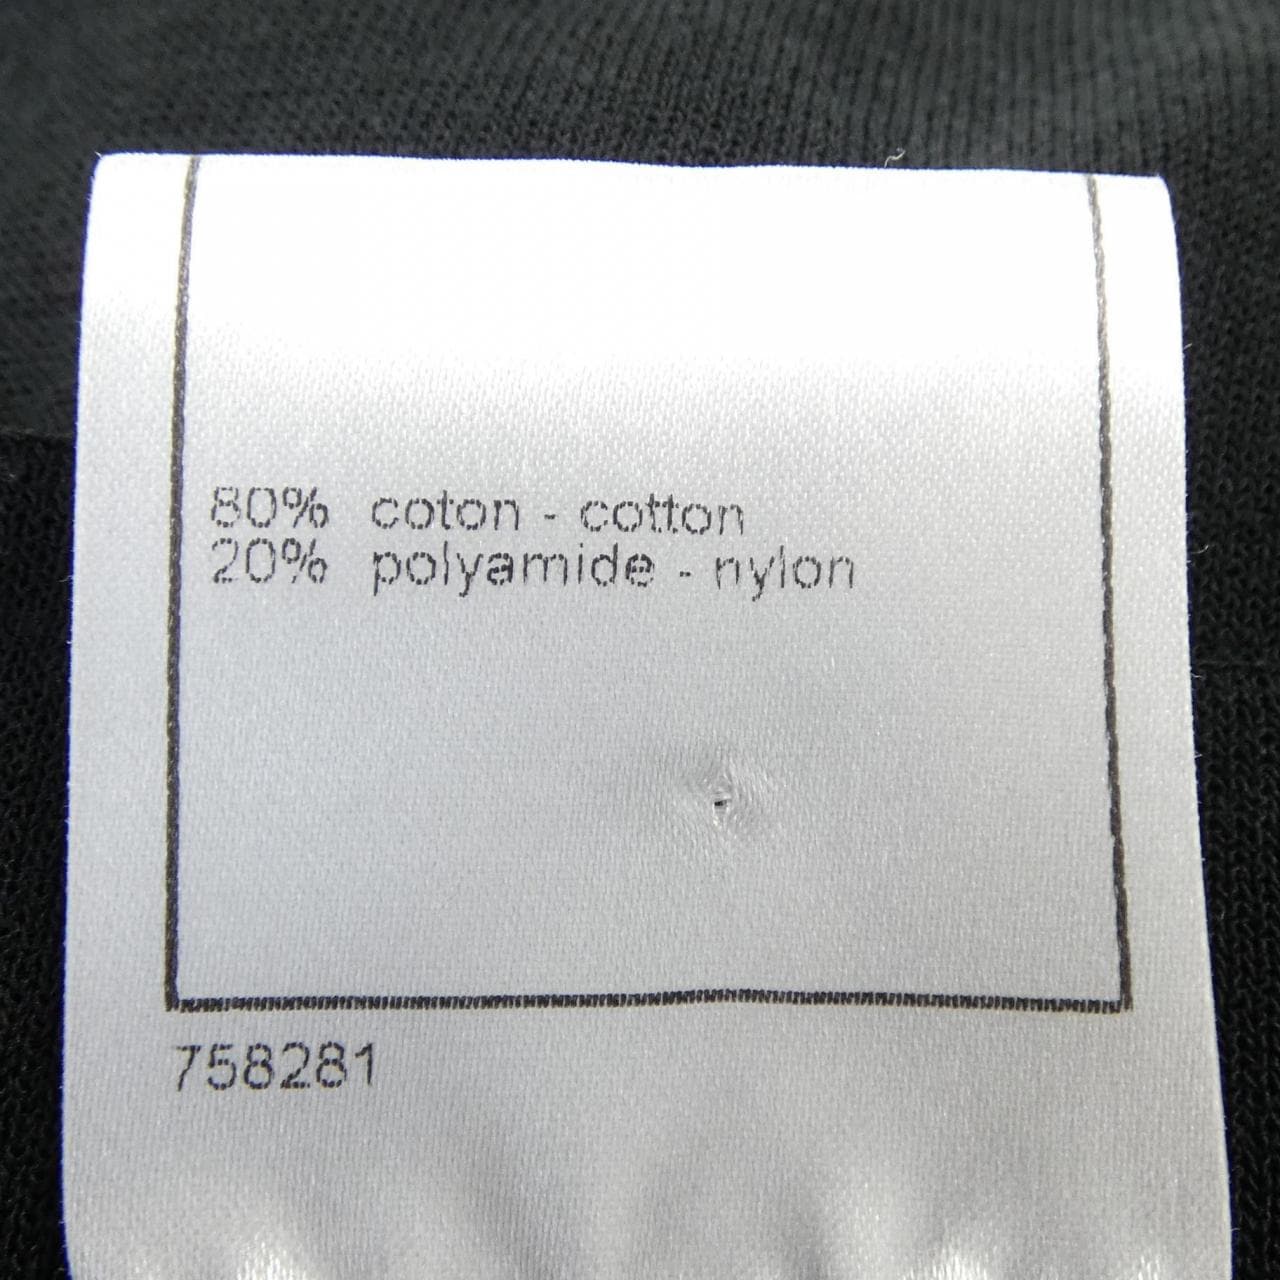 80% coton - cotton
20% polyamide - nylon
758281